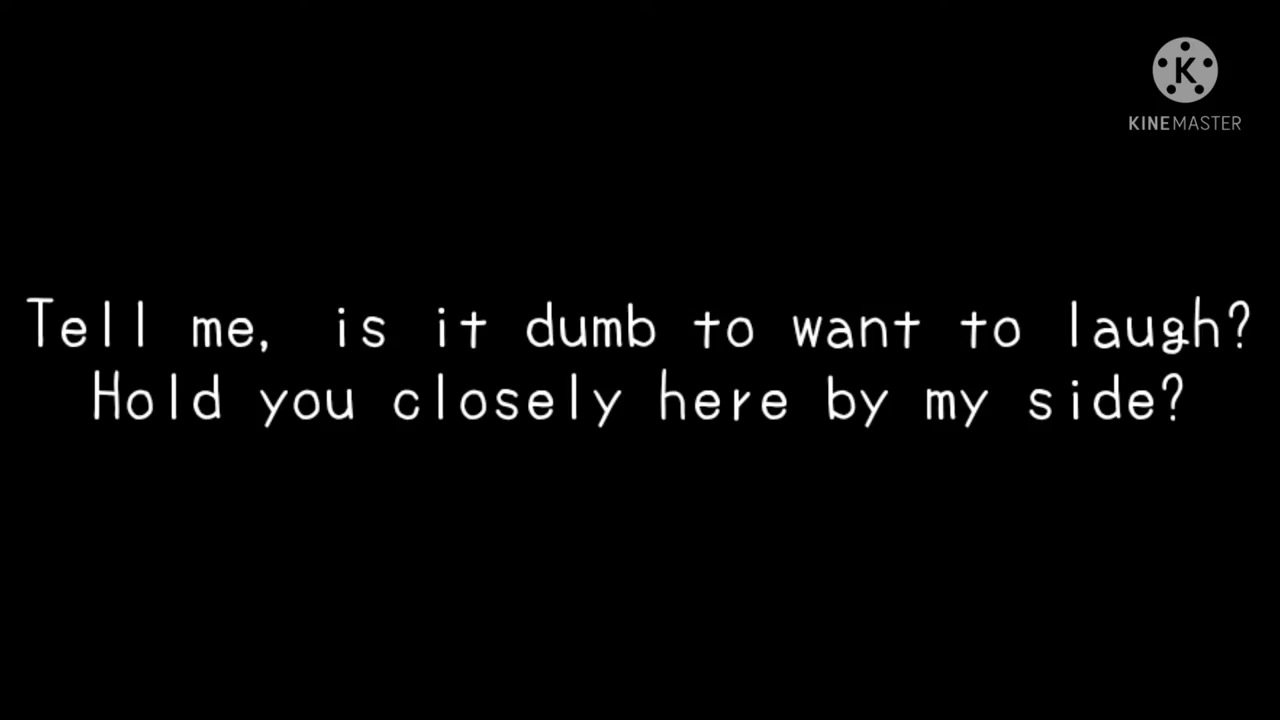 K
KINEMASTER
Tell me, is it dumb to want to laugh?
Hold you closely here by my side?